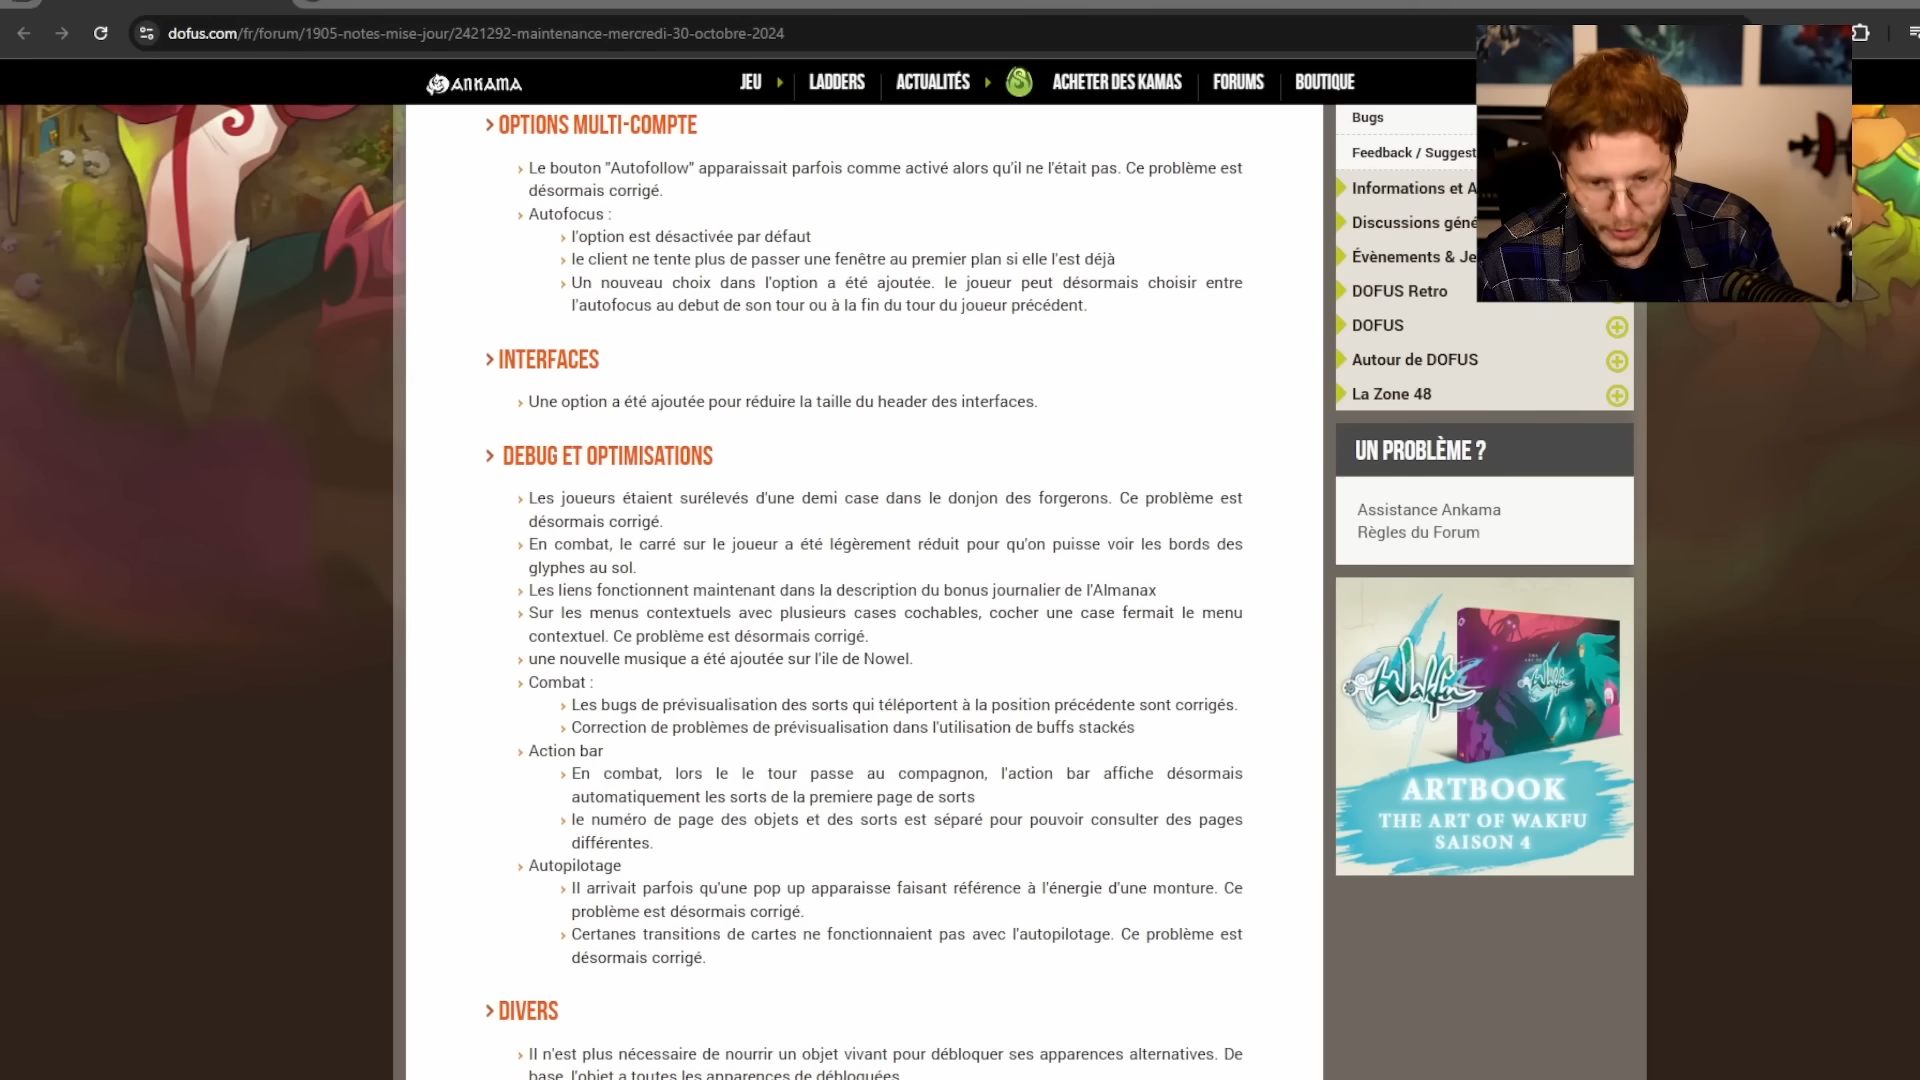 dofus.com/fr/forum/1905-notes-mise-jour/2421292-maintenance-mercredi-30-octobre-2024
ANKAMA
JEU
LADDERS
ACTUALITÉS
ACHETER DES KAMAS
FORUMS
BOUTIQUE
OPTIONS MULTI-COMPTE
Le bouton "Autofollow" apparaissait parfois comme activé alors qu'il ne l'était pas. Ce problème est
désormais corrigé.
Autofocus :
l'option est désactivée par défaut
le client ne tente plus de passer une fenêtre au premier plan si elle l'est déjà
Un nouveau choix dans l'option a été ajoutée. le joueur peut désormais choisir entre
l'autofocus au debut de son tour ou à la fin du tour du joueur précédent.
INTERFACES
Une option a été ajoutée pour réduire la taille du header des interfaces.
DEBUG ET OPTIMISATIONS
Les joueurs étaient surélevés d'une demi case dans le donjon des forgerons. Ce problème est
désormais corrigé.
En combat, le carré sur le joueur a été légèrement réduit pour qu'on puisse voir les bords des
glyphes au sol.
Les liens fonctionnent maintenant dans la description du bonus journalier de l'Almanax
Sur les menus contextuels avec plusieurs cases cochables, cocher une case fermait le menu
contextuel. Ce problème est désormais corrigé.
une nouvelle musique a été ajoutée sur l'ile de Nowel.
Combat :
Les bugs de prévisualisation des sorts qui téléportent à la position précédente sont corrigés.
Correction de problèmes de prévisualisation dans l'utilisation de buffs stackés
Action bar
En combat, lors le le tour passe au compagnon, l'action bar affiche désormais
automatiquement les sorts de la premiere page de sorts
le numéro de page des objets et des sorts est séparé pour pouvoir consulter des pages
différentes.
Autopilotage
Il arrivait parfois qu'une pop up apparaisse faisant référence à l'énergie d'une monture. Ce
problème est désormais corrigé.
Certanes transitions de cartes ne fonctionnaient pas avec l'autopilotage. Ce problème est
désormais corrigé.
DIVERS
Il n'est plus nécessaire de nourrir un objet vivant pour débloquer ses apparences alternatives. De
base, l'objet a toutes les apparences de débloquées
Bugs
Feedback / Suggest
Informations et A
Discussions géné
Évènements & Je
DOFUS Retro
DOFUS
Autour de DOFUS
La Zone 48
UN PROBLÈME ?
Assistance Ankama
Règles du Forum
Wakfu
THE ART OF
Wakfu
ARTBOOK
THE ART OF WAKFU
SAISON 4